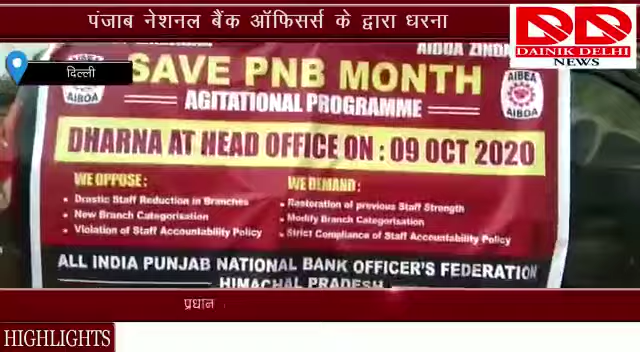 पंजाब नेशनल बैंक ऑफिसर्स के द्वारा धरना
DD
DAINIK DELHI
NEWS
दिल्ली
AIBOA ZINDA
SAVE PNB MONTH
AIBEA
AIBOA
AGITATIONAL PROGRAMME
AIBOA
DHARNA AT HEAD OFFICE ON : 09 OCT 2020
WE OPPOSE :
• Drastic Staff Reduction in Branches
• New Branch Categorisation
• Violation of Staff Accountability Policy
WE DEMAND :
• Restoration of previous Staff Strength
• Modify Branch Categorisation
• Strict Compliance of Staff Accountability Policy
ALL INDIA PUNJAB NATIONAL BANK OFFICER'S FEDERATION
HIMACHAL PRADESH
प्रधान
HIGHLIGHTS